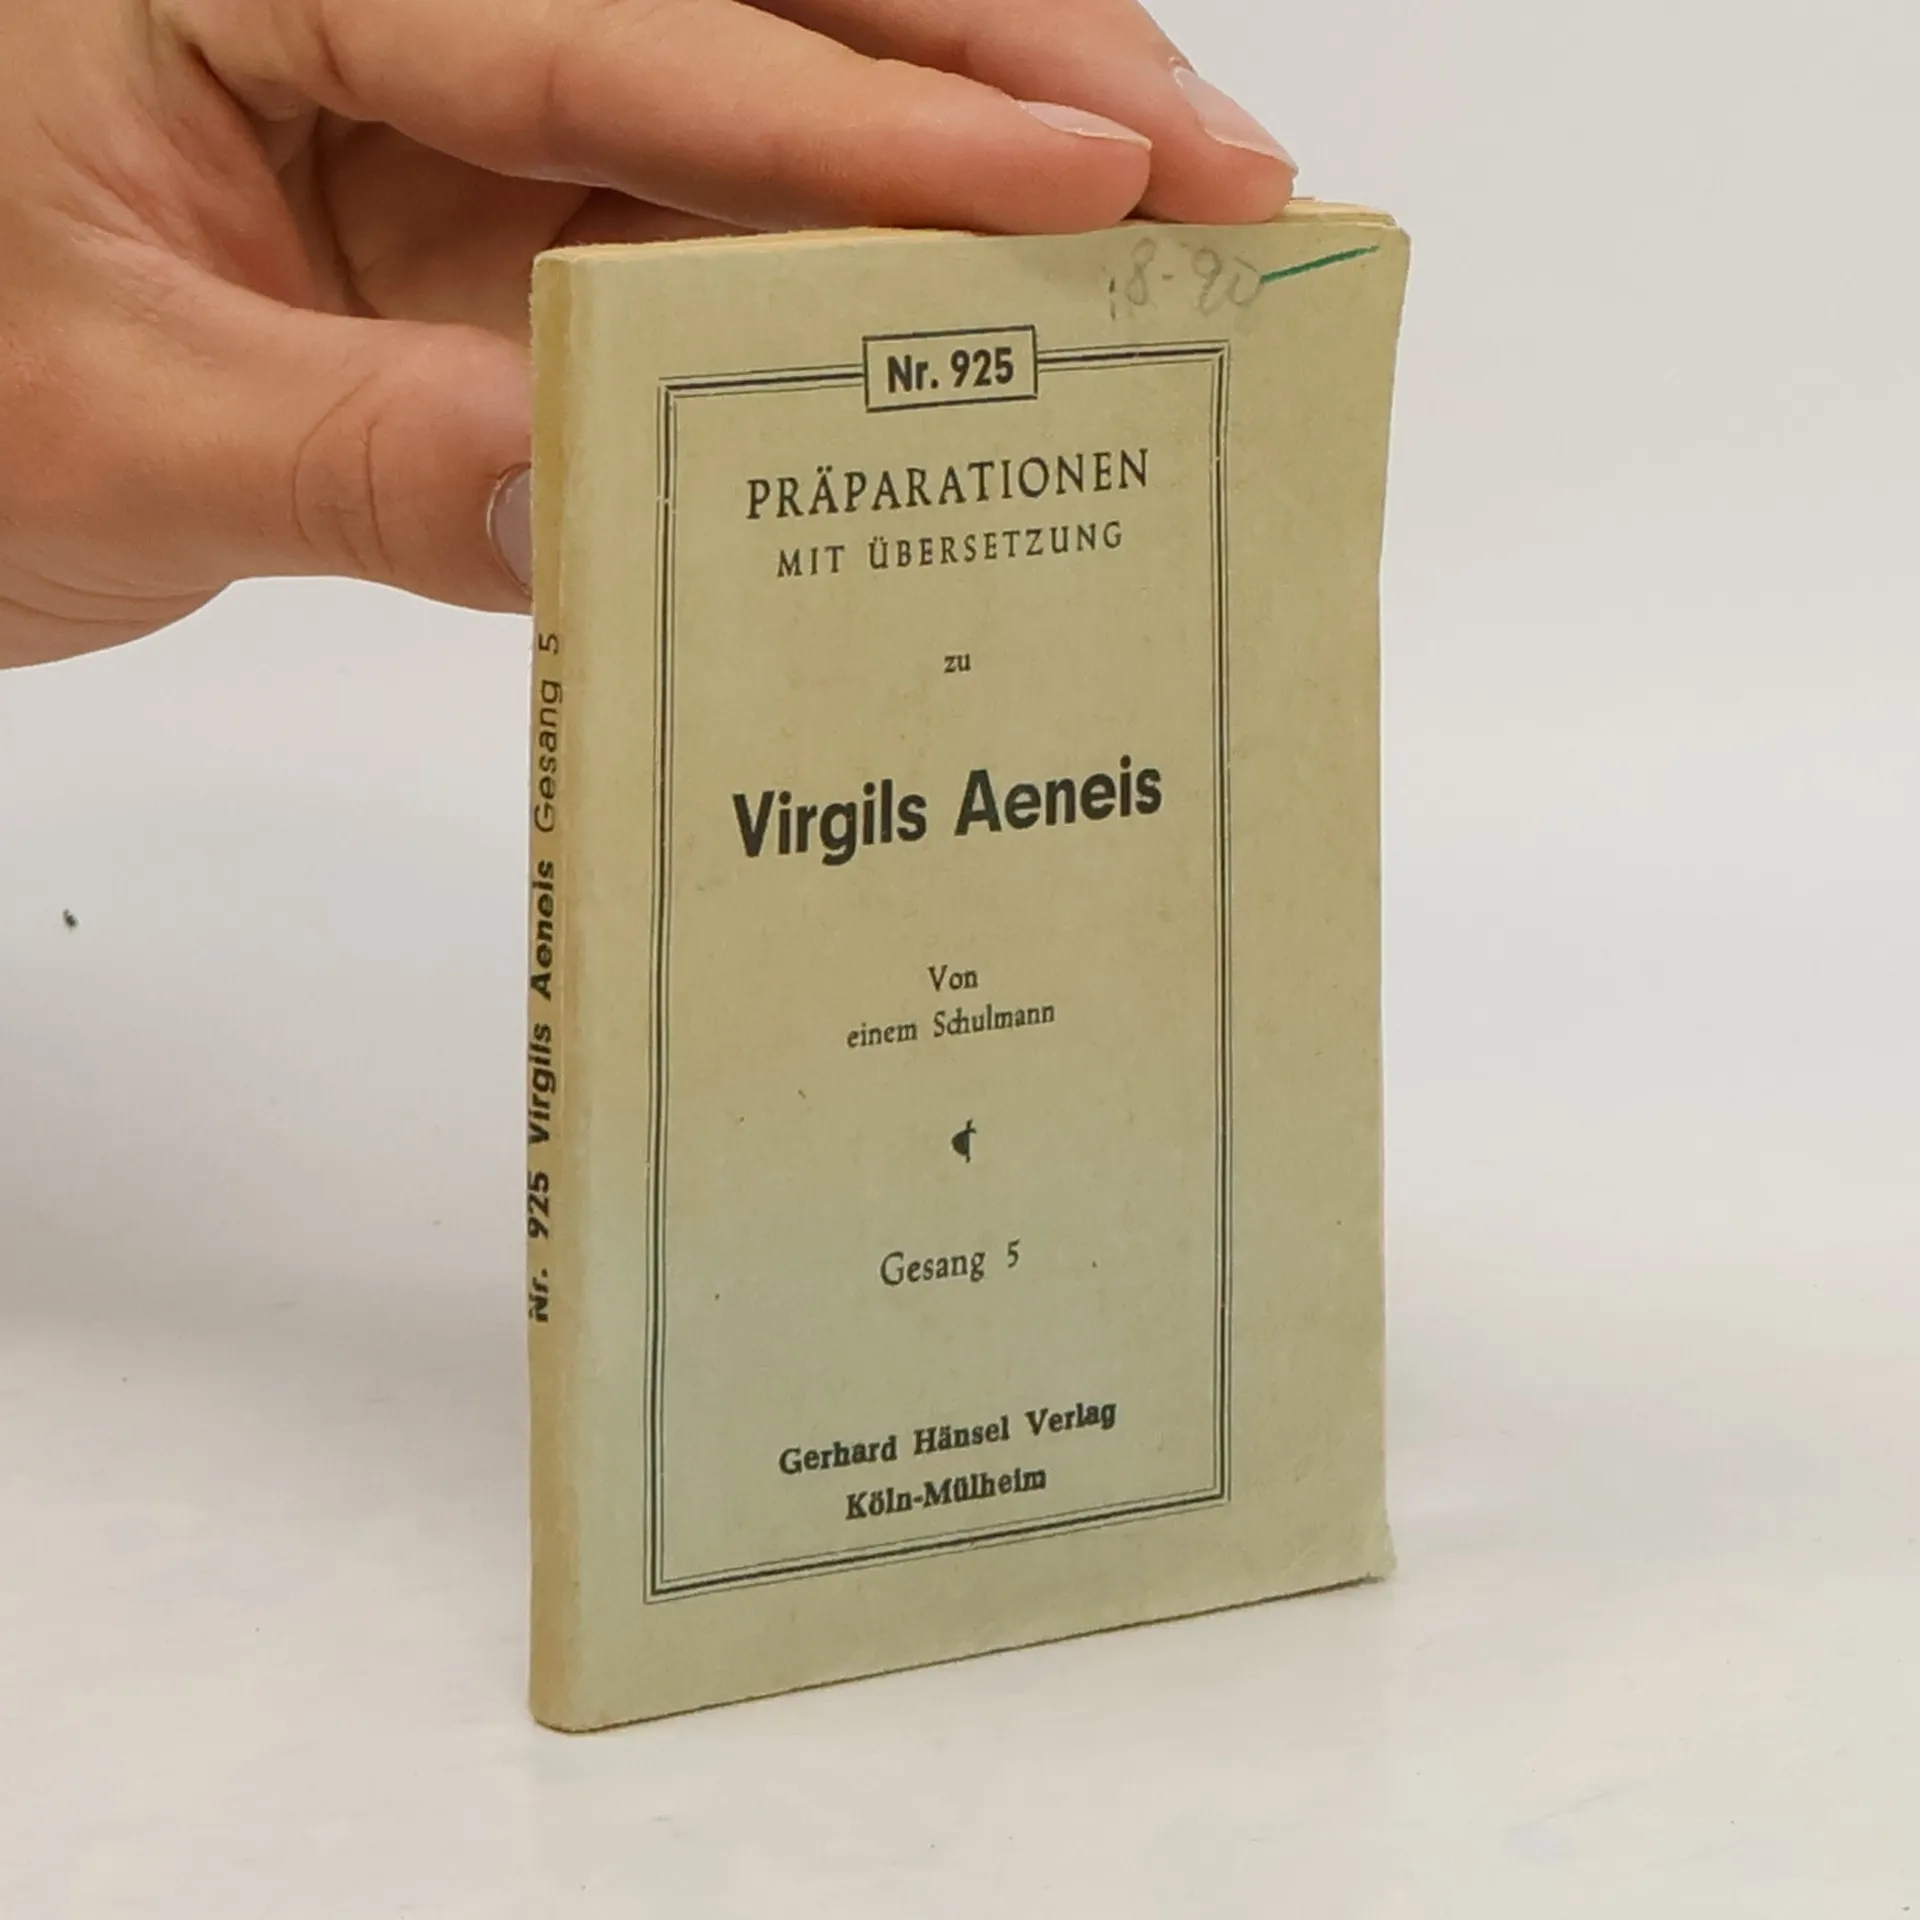 18-90
Nr. 925
PRÄPARATIONEN
MIT ÜBERSETZUNG
zu
Virgils Aeneis
Von
einem Schulmann
Gesang 5
Gerhard Hänsel Verlag
Köln-Mülheim
Nr. 925 Virgils Aeneis Gesang 5